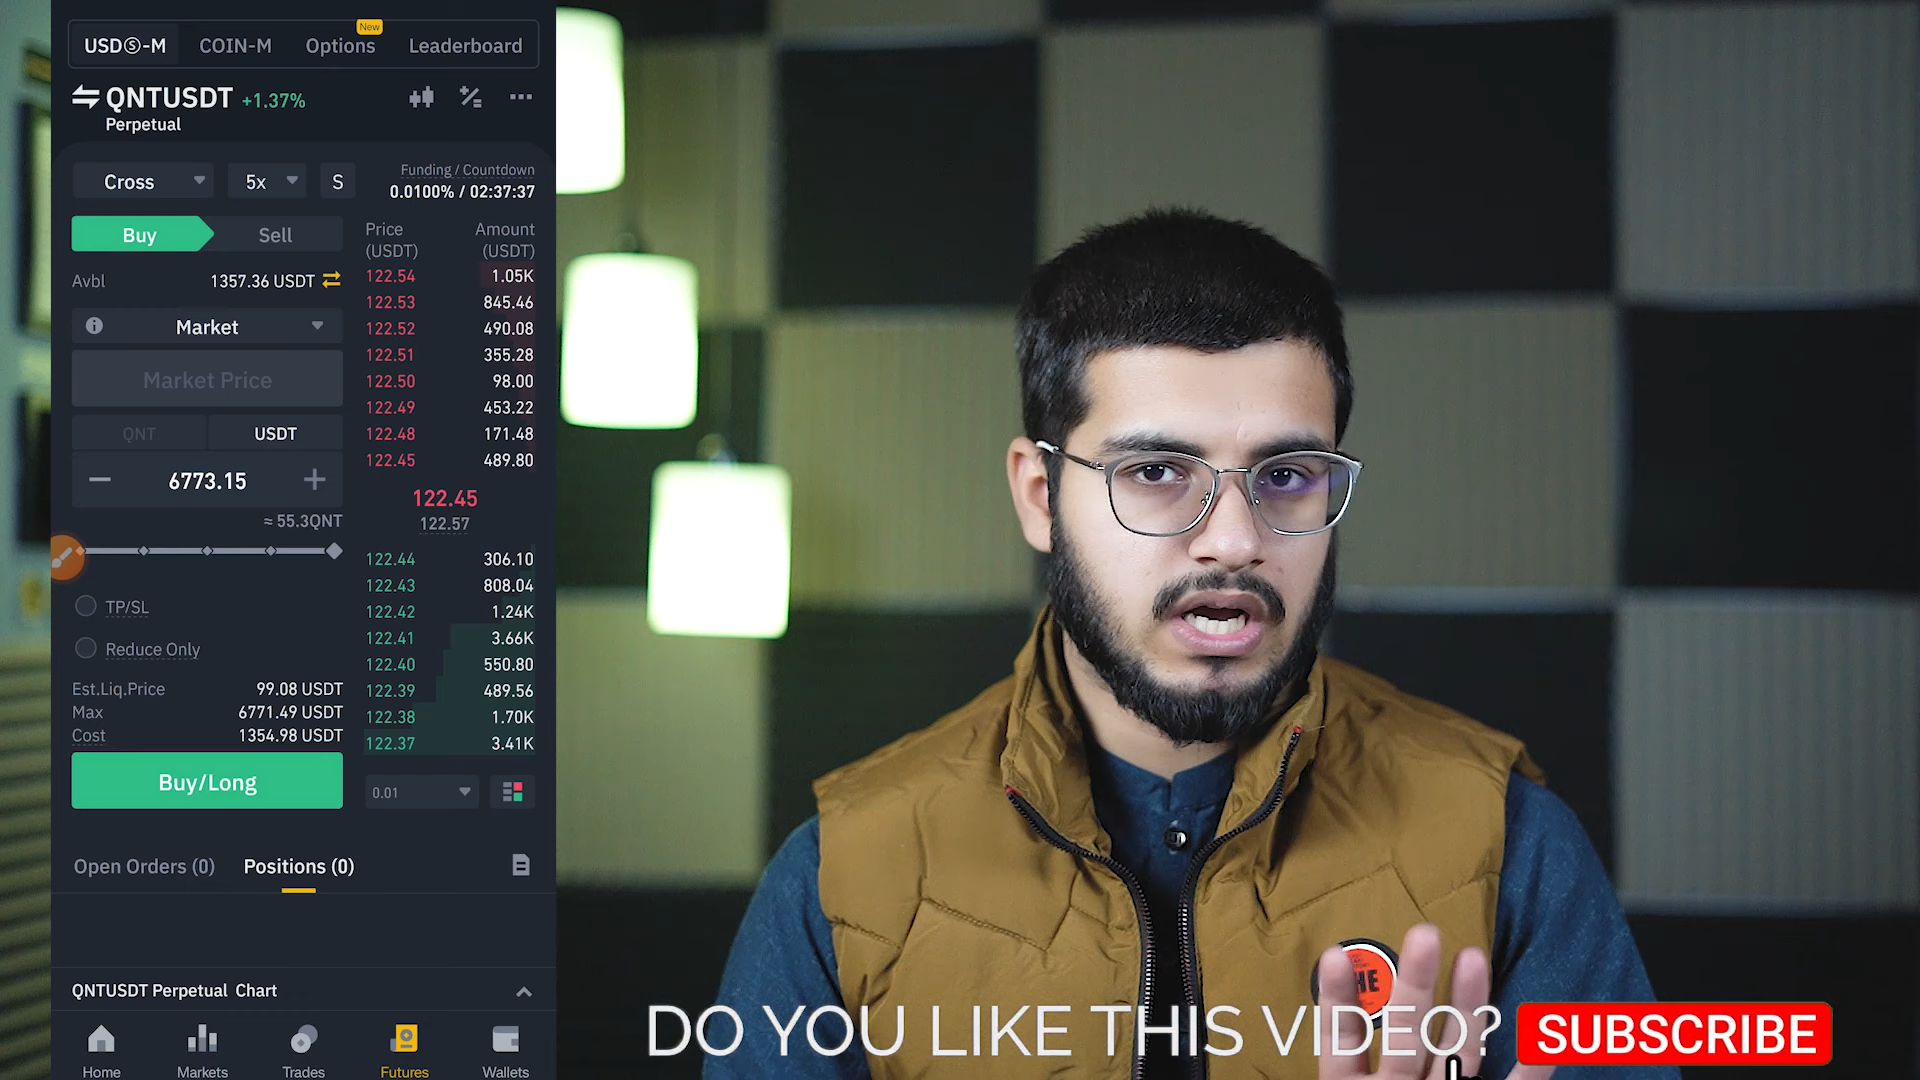 USDⓈ-M COIN-M Options New Leaderboard
QNTUSDT +1.37%
Perpetual
Cross 5x S
Funding / Countdown
0.0100% / 02:37:37
Buy Sell
Avbl 1357.36 USDT
Market
Market Price
QNT USDT
6773.15
≈ 55.3QNT
TP/SL
Reduce Only
Est.Liq.Price 99.08 USDT
Max 6771.49 USDT
Cost 1354.98 USDT
Buy/Long
Price Amount
(USDT) (USDT)
122.54 1.05K
122.53 845.46
122.52 490.08
122.51 355.28
122.50 98.00
122.49 453.22
122.48 171.48
122.45 489.80
122.45
122.57
122.44 306.10
122.43 808.04
122.42 1.24K
122.41 3.66K
122.40 550.80
122.39 489.56
122.38 1.70K
122.37 3.41K
0.01
Open Orders (0) Positions (0)
QNTUSDT Perpetual Chart
Home Markets Trades Futures Wallets
HE
DO YOU LIKE THIS VIDEO? SUBSCRIBE